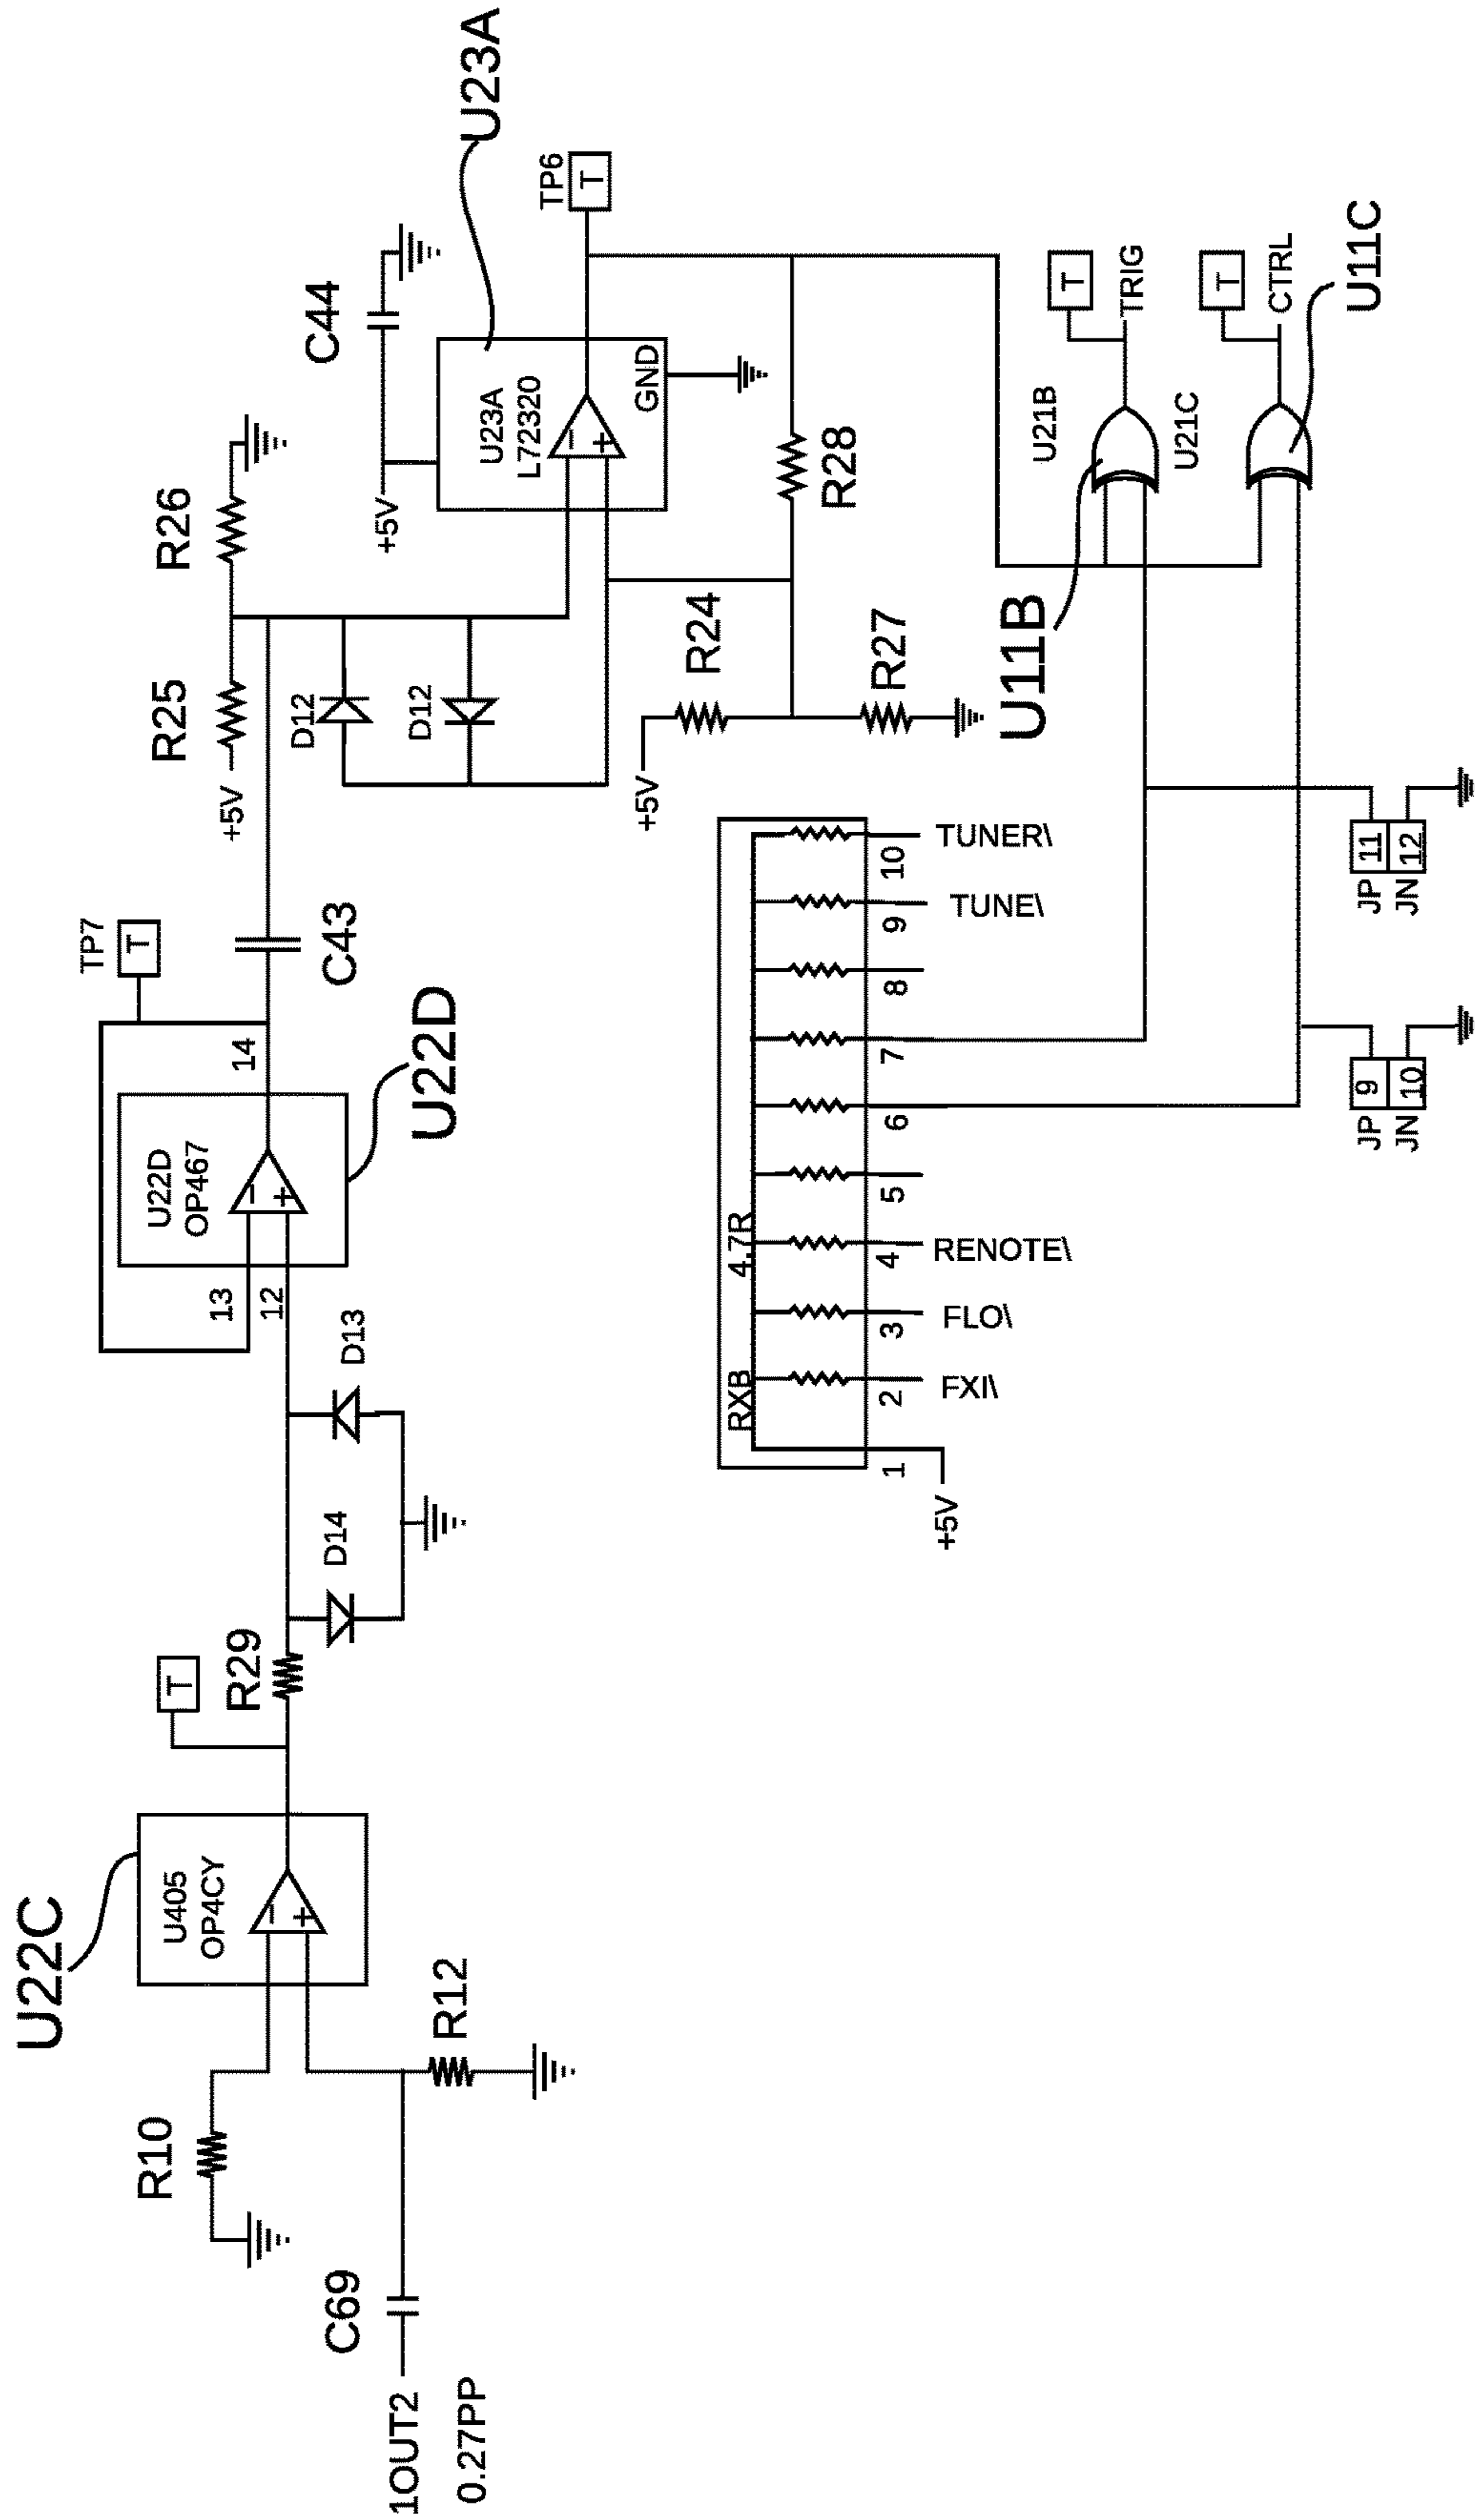 U22C
U405
OP4CY
R10
C69
1OUT2
0.27PP
R12
T
R29
D14
D13
TP7
T
U22D
OP467
13
12
14
U22D
C43
R25
+5V
R26
D12
D12
C44
+5V
U23A
L72320
GND
U23A
TP6
T
R28
R24
+5V
R27
RXB
4.7R
1
2
3
4
5
6
7
8
9
10
+5V
FXI\
FLO\
RENOTE\
TUNE\
TUNER\
U11B
U21B
T
TRIG
U21C
T
CTRL
U11C
JP
11
JN
12
JP
9
JN
10